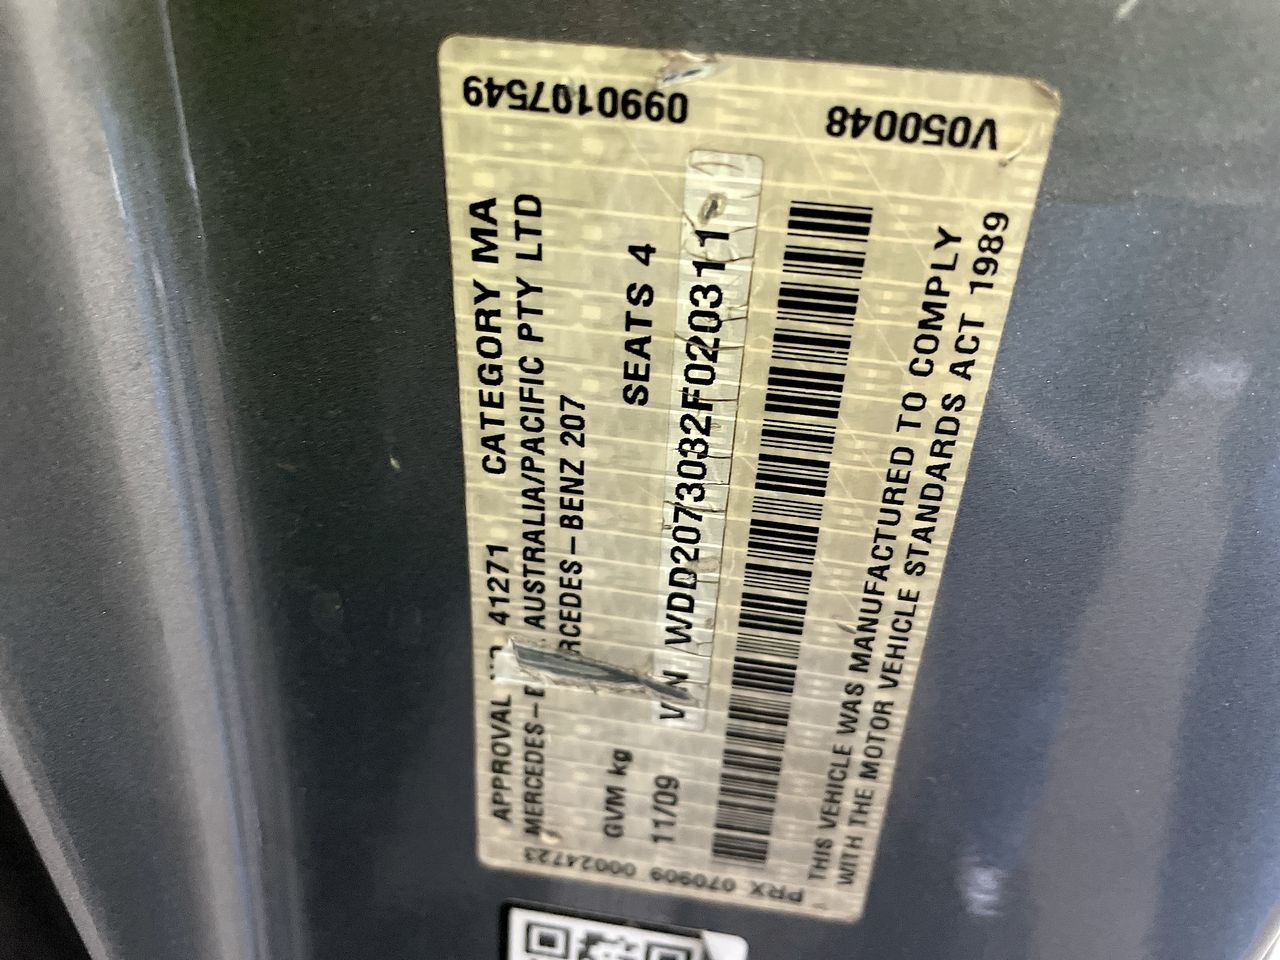 0990107549 V050048
APPROVAL 41271 CATEGORY MA
MERCEDES-B AUSTRALIA/PACIFIC PTY LTD
RCEDES-BENZ 207
GVM kg SEATS 4
11/09 VIN WDD2073032F020311
THIS VEHICLE WAS MANUFACTURED TO COMPLY
WITH THE MOTOR VEHICLE STANDARDS ACT 1989
PRX 070909 00024723